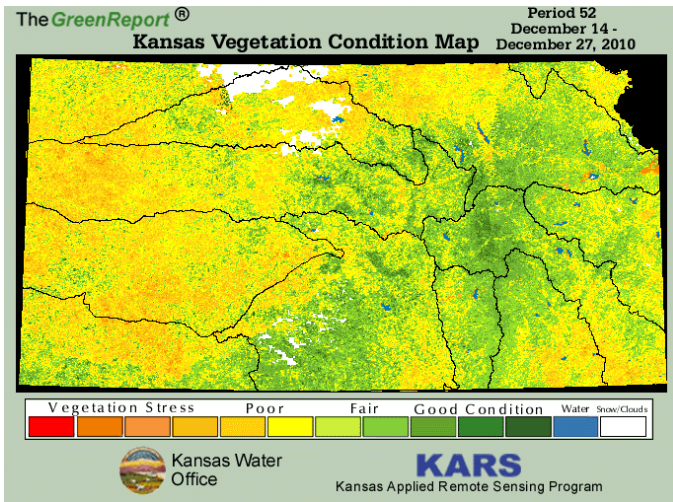 The GreenReport ®
Period 52
December 14 -
Kansas Vegetation Condition Map
December 27, 2010
Vegetation Stress Poor Fair Good Condition Water Snow/Clouds
Kansas Water
Office
KARS
Kansas Applied Remote Sensing Program